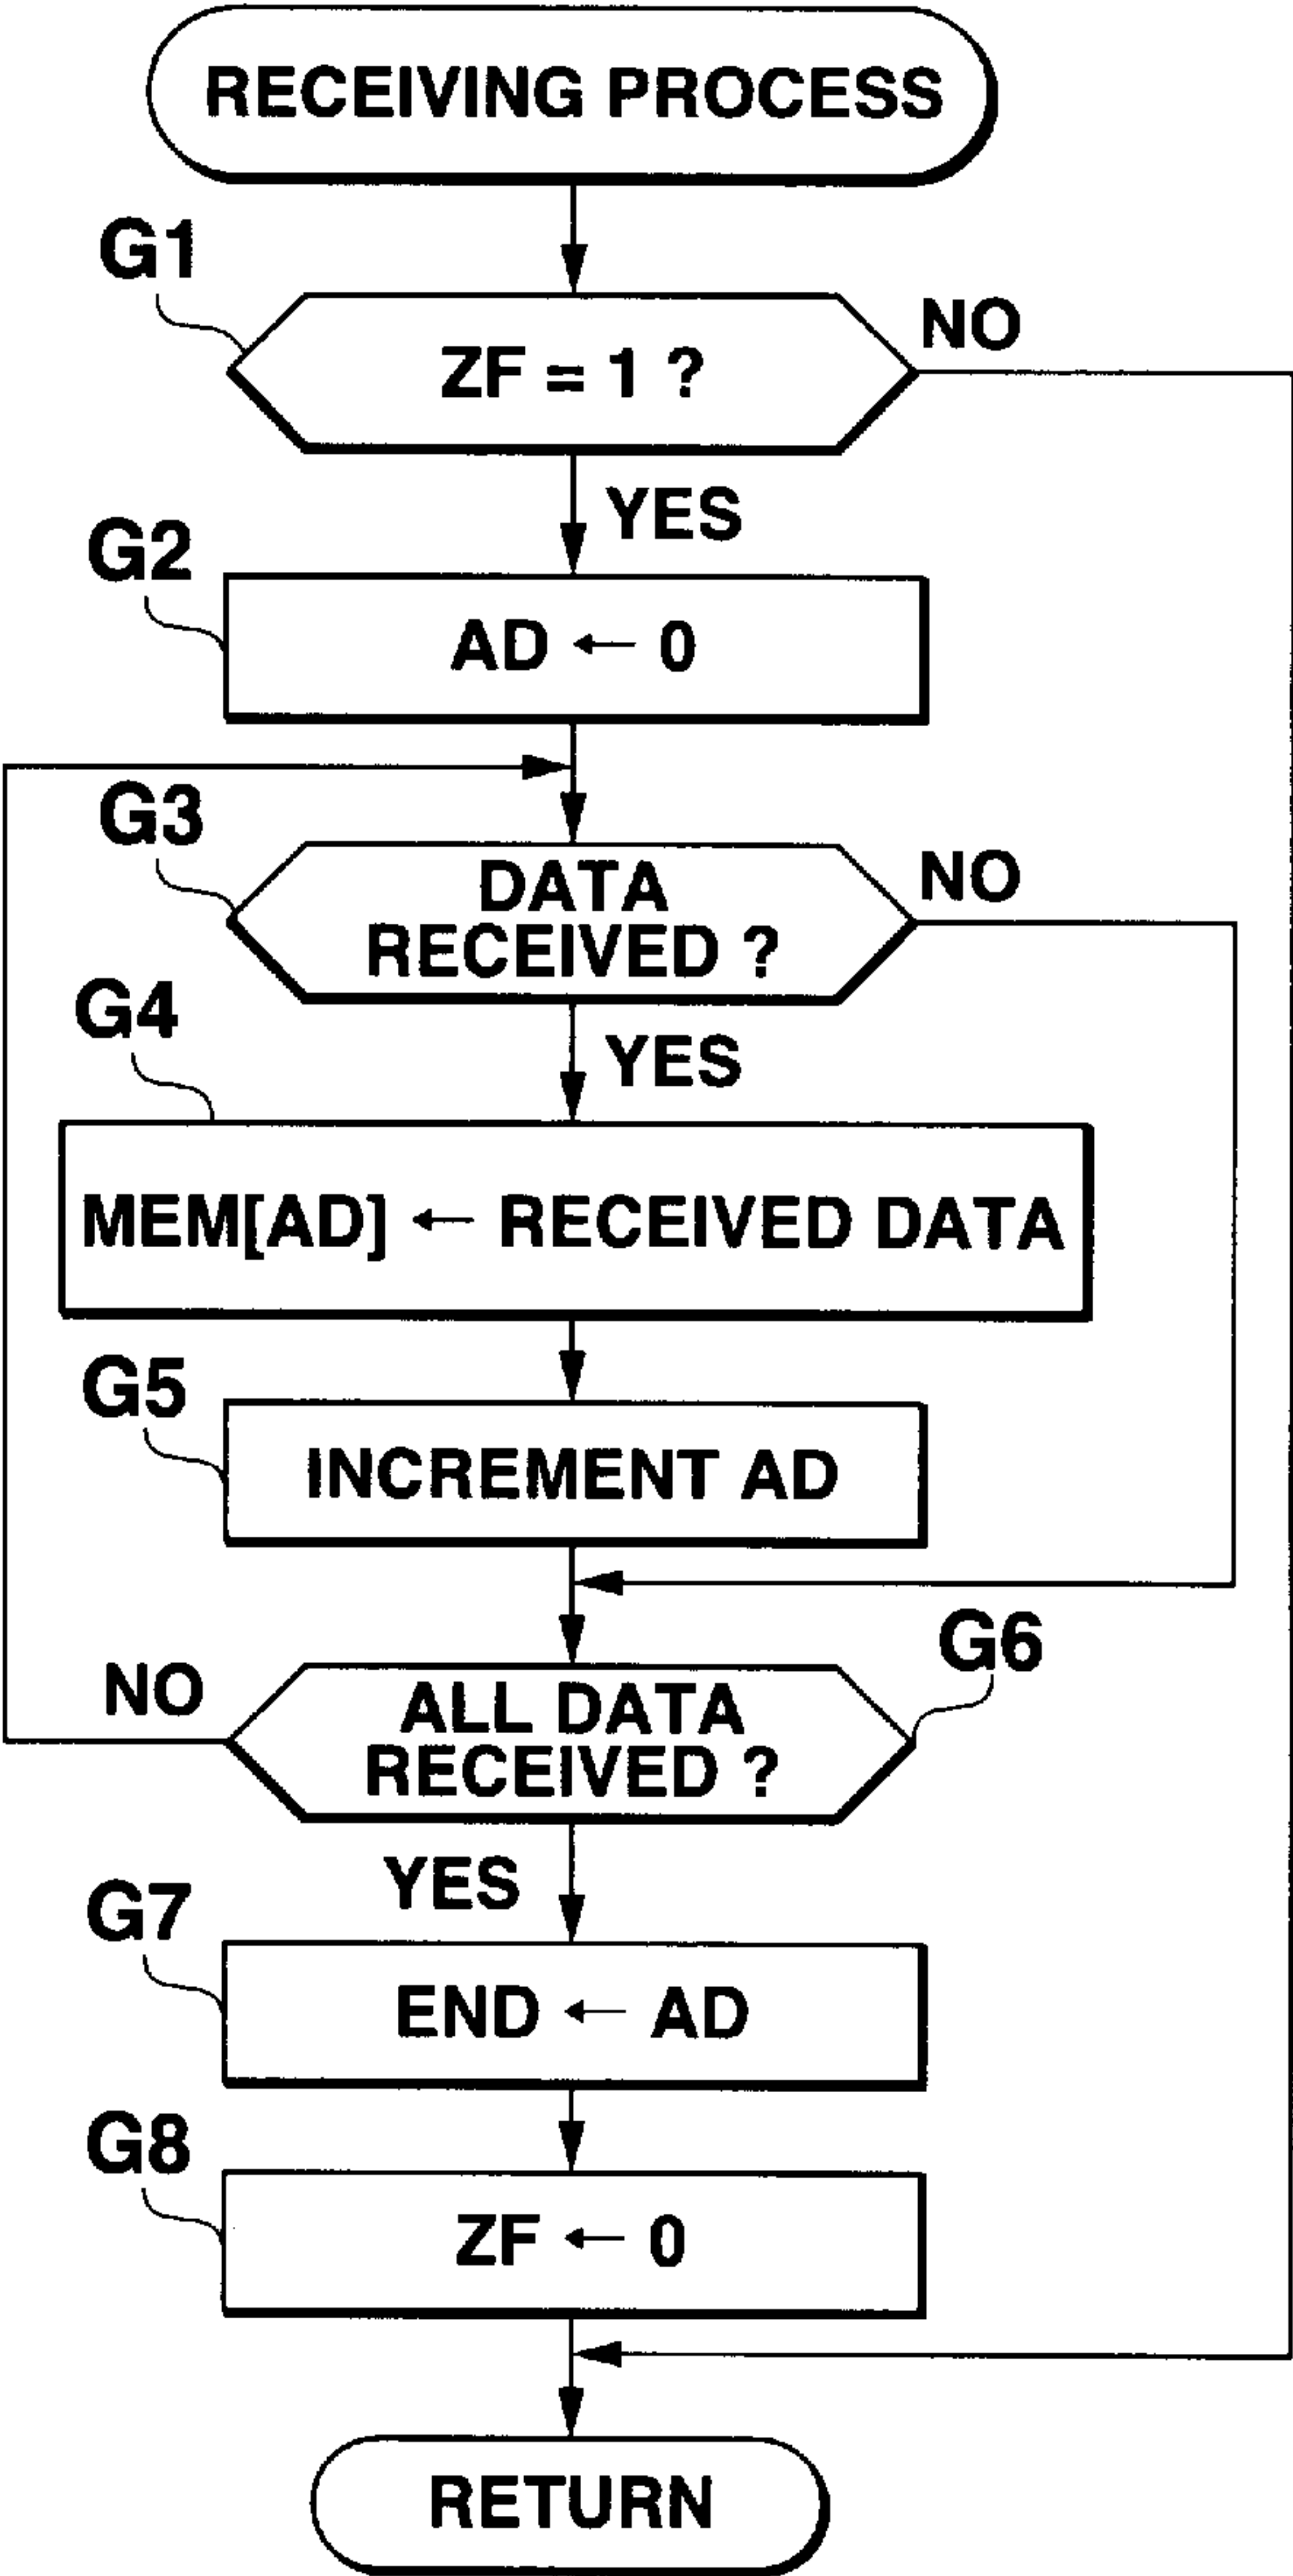 RECEIVING PROCESS
G1
ZF = 1 ?
NO
YES
G2
AD ← 0
G3
DATA
RECEIVED ?
NO
YES
G4
MEM[AD] ← RECEIVED DATA
G5
INCREMENT AD
G6
NO
ALL DATA
RECEIVED ?
YES
G7
END ← AD
G8
ZF ← 0
RETURN